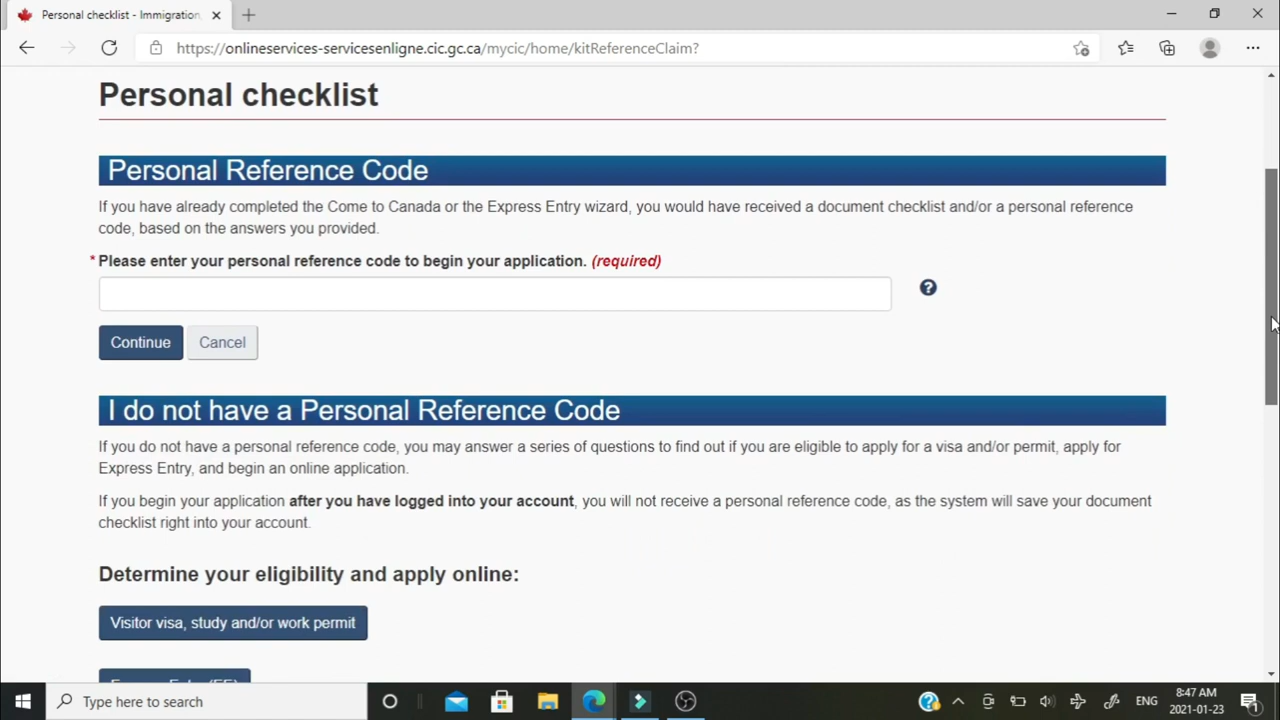 Personal checklist - Immigration,
https://onlineservices-servicesenligne.cic.gc.ca/mycic/home/kitReferenceClaim?
Personal checklist
Personal Reference Code
If you have already completed the Come to Canada or the Express Entry wizard, you would have received a document checklist and/or a personal reference
code, based on the answers you provided.
* Please enter your personal reference code to begin your application. (required)
?
Continue
Cancel
I do not have a Personal Reference Code
If you do not have a personal reference code, you may answer a series of questions to find out if you are eligible to apply for a visa and/or permit, apply for
Express Entry, and begin an online application.
If you begin your application after you have logged into your account, you will not receive a personal reference code, as the system will save your document
checklist right into your account.
Determine your eligibility and apply online:
Visitor visa, study and/or work permit
Express Entry (EE)
Type here to search
ENG
8:47 AM
2021-01-23
1